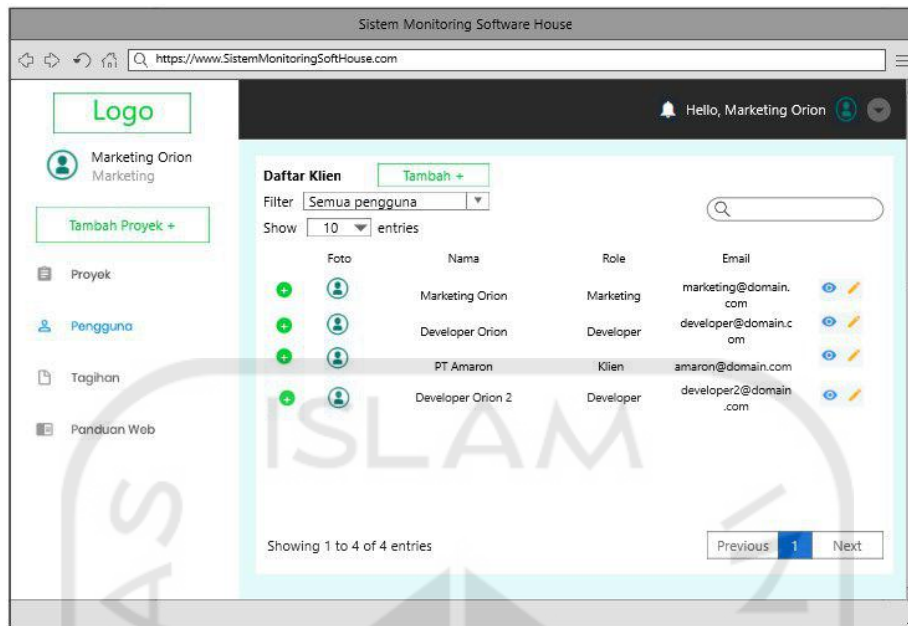 Sistem Monitoring Software House
https://www.SistemMonitoringSoftHouse.com
Logo
Hello, Marketing Orion
Marketing Orion
Marketing
Tambah Proyek +
Proyek
Pengguna
Tagihan
Panduan Web
Daftar Klien Tambah +
Filter Semua pengguna
Show 10 entries
Foto Nama Role Email
Marketing Orion Marketing marketing@domain.
com
Developer Orion Developer developer@domain.c
om
PT Amaron Klien amaron@domain.com
Developer Orion 2 Developer developer2@domain
.com
Showing 1 to 4 of 4 entries Previous 1 Next
ISLAM
AS